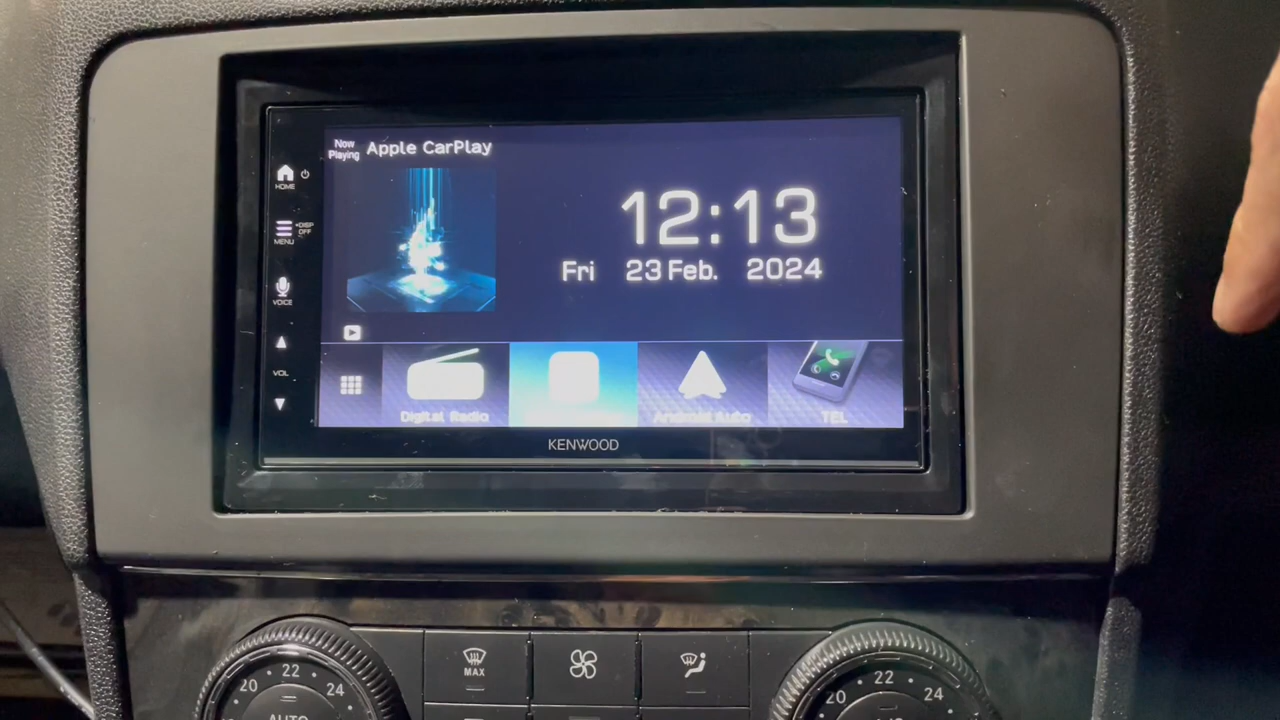 Now
Playing
Apple CarPlay
HOME
12:13
+DISP
OFF
MENU
Fri 23 Feb. 2024
VOICE
VOL
Digital Radio
Android Auto
TEL
KENWOOD
MAX
20 22 24
AUTO
20 22 24